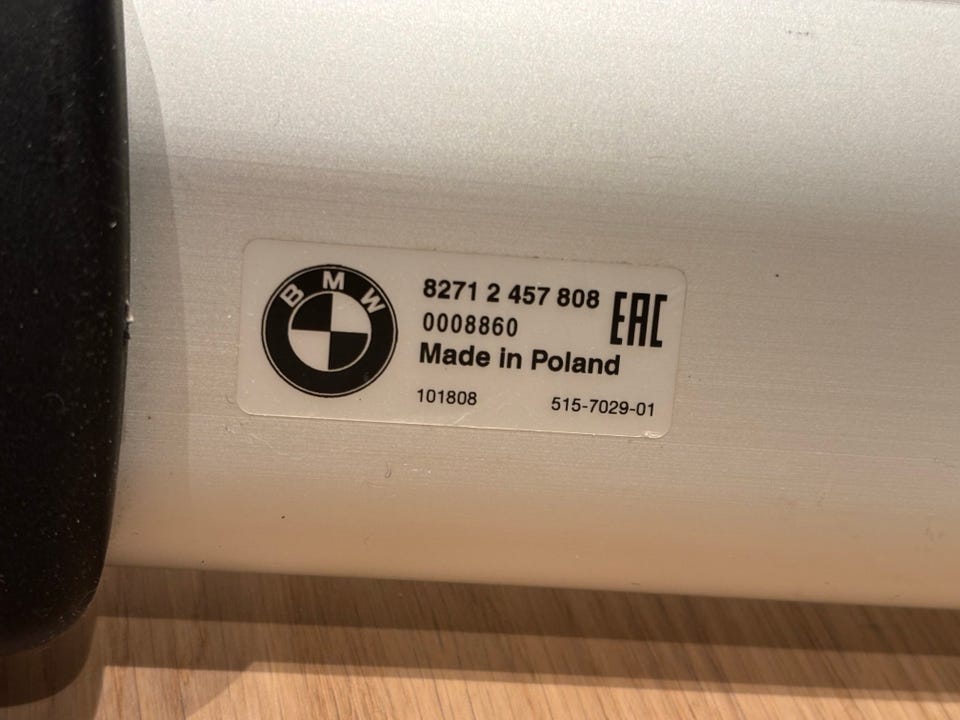 BMW
8271 2 457 808
EAC
0008860
Made in Poland
101808
515-7029-01